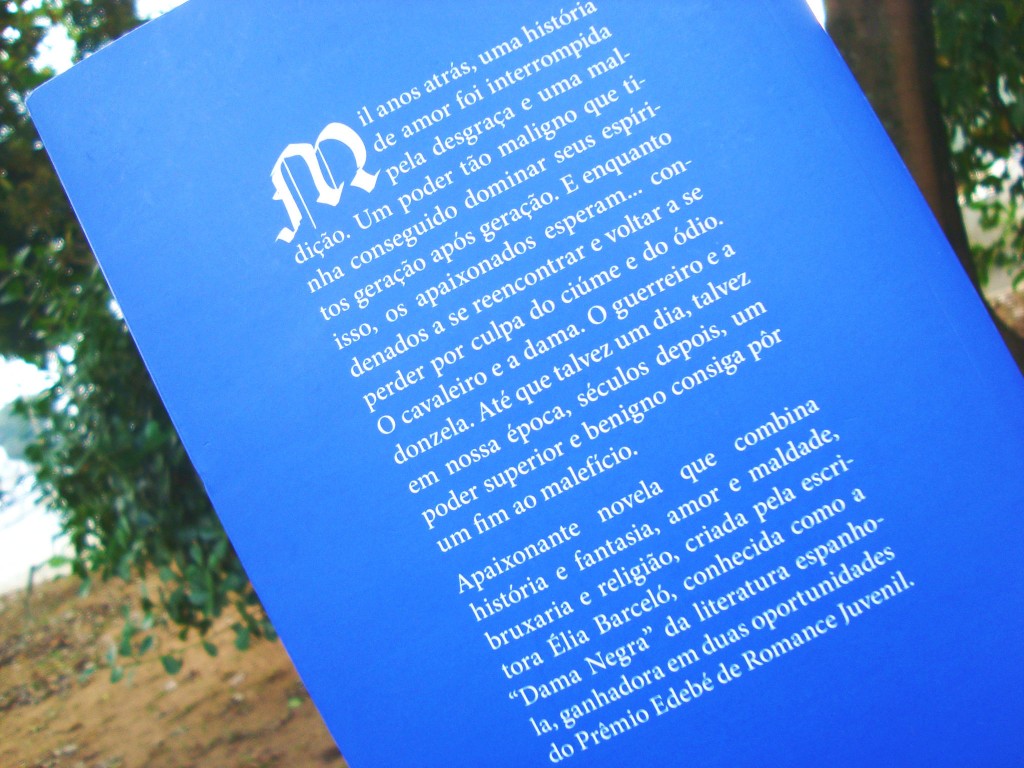 Mil anos atrás, uma história
de amor foi interrompida
pela desgraça e uma mal-
dição. Um poder tão maligno que ti-
nha conseguido dominar seus espíri-
tos geração após geração. E enquanto
isso, os apaixonados esperam... con-
denados a se reencontrar e voltar a se
perder por culpa do ciúme e do ódio.
O cavaleiro e a dama. O guerreiro e a
donzela. Até que talvez um dia, talvez
em nossa época, séculos depois, um
poder superior e benigno consiga pôr
um fim ao malefício.
Apaixonante novela que combina
história e fantasia, amor e maldade,
bruxaria e religião, criada pela escri-
tora Élia Barceló, conhecida como a
“Dama Negra” da literatura espanho-
la, ganhadora em duas oportunidades
do Prêmio Edebé de Romance Juvenil.